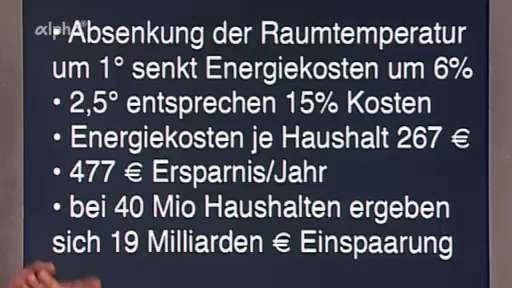 alpha
• Absenkung der Raumtemperatur
um 1° senkt Energiekosten um 6%
• 2,5° entsprechen 15% Kosten
• Energiekosten je Haushalt 267 €
• 477 € Ersparnis/Jahr
• bei 40 Mio Haushalten ergeben
sich 19 Milliarden € Einspaarung